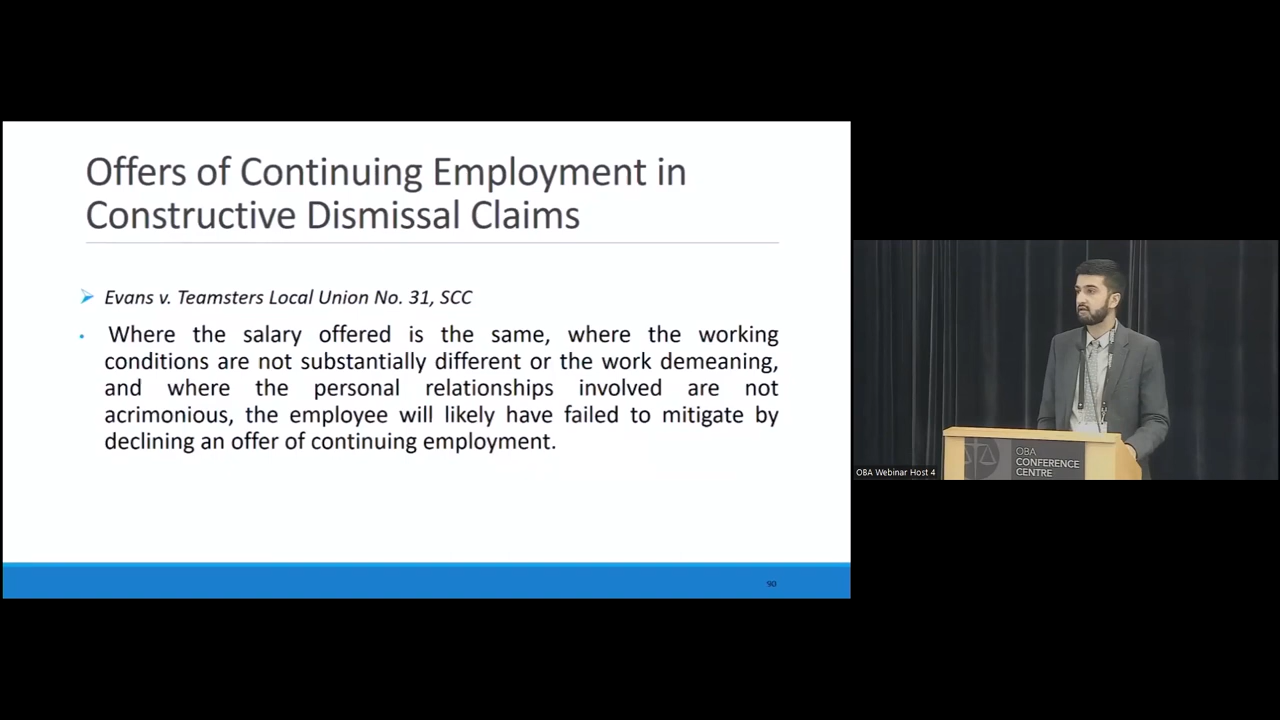 Offers of Continuing Employment in
Constructive Dismissal Claims
Evans v. Teamsters Local Union No. 31, SCC
Where the salary offered is the same, where the working
conditions are not substantially different or the work demeaning,
and where the personal relationships involved are not
acrimonious, the employee will likely have failed to mitigate by
declining an offer of continuing employment.
90
OBA
CONFERENCE
CENTRE
OBA Webinar Host 4